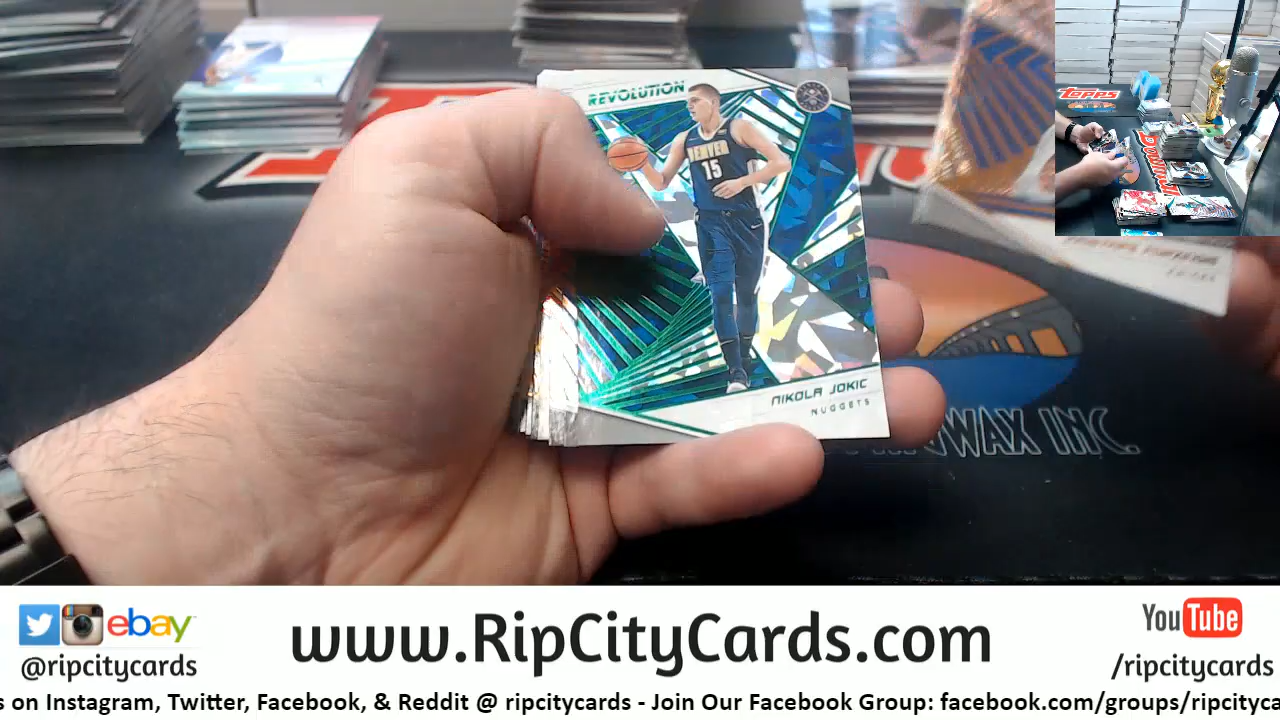 REVOLUTION
DENVER
15
NIKOLA JOKIC
NUGGETS
Topps
WAX INC.
ebay
@ripcitycards
www.RipCityCards.com
YouTube
/ripcitycards
s on Instagram, Twitter, Facebook, & Reddit @ ripcitycards - Join Our Facebook Group: facebook.com/groups/ripcityca